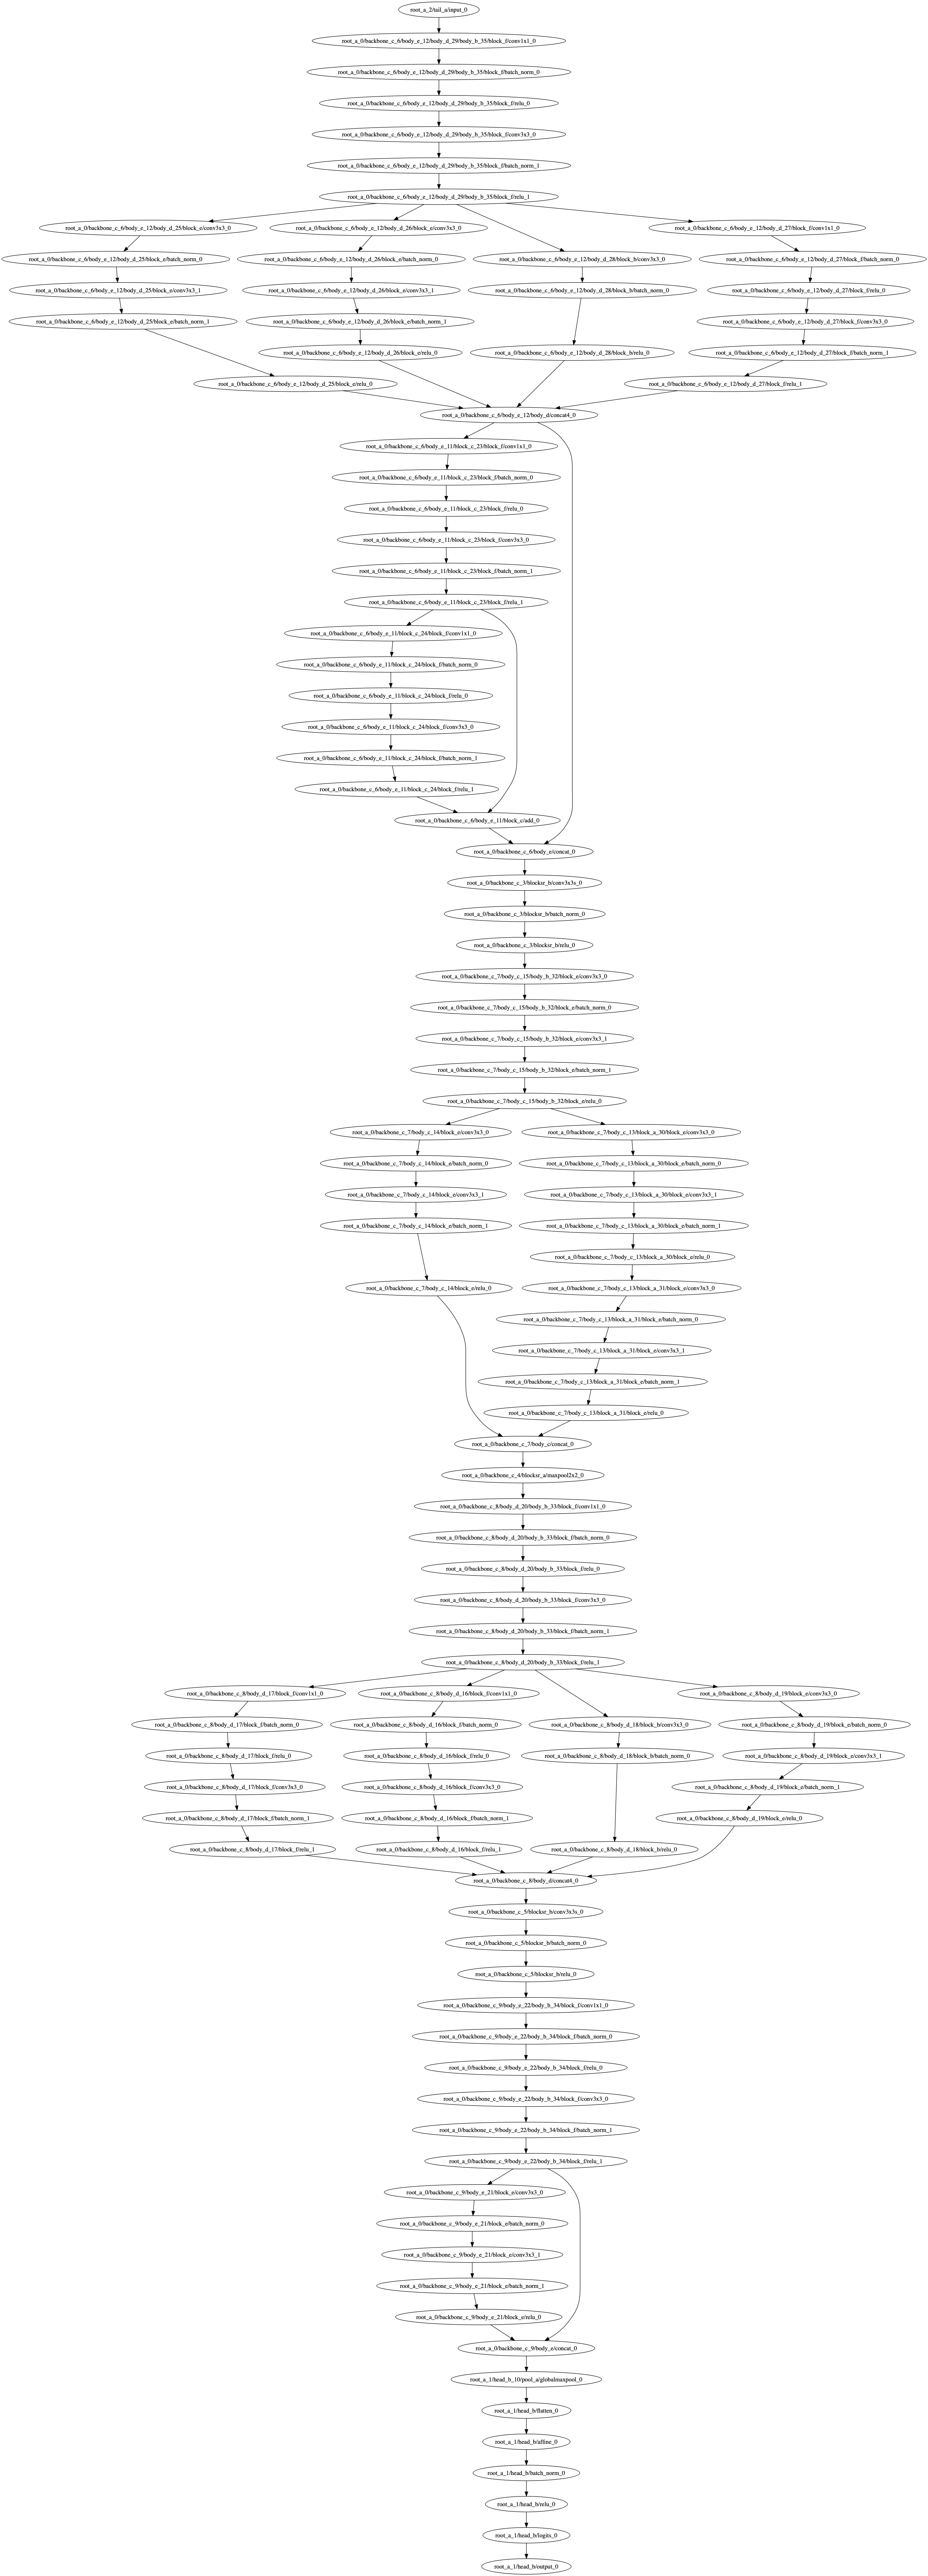 root_a_2/tail_a/input_0
root_a_0/backbone_c_6/body_e_12/body_d_29/body_b_35/block_f/conv1x1_0
root_a_0/backbone_c_6/body_e_12/body_d_29/body_b_35/block_f/batch_norm_0
root_a_0/backbone_c_6/body_e_12/body_d_29/body_b_35/block_f/relu_0
root_a_0/backbone_c_6/body_e_12/body_d_29/body_b_35/block_f/conv3x3_0
root_a_0/backbone_c_6/body_e_12/body_d_29/body_b_35/block_f/batch_norm_1
root_a_0/backbone_c_6/body_e_12/body_d_29/body_b_35/block_f/relu_1
root_a_0/backbone_c_6/body_e_12/body_d_25/block_e/conv3x3_0
root_a_0/backbone_c_6/body_e_12/body_d_26/block_e/conv3x3_0
root_a_0/backbone_c_6/body_e_12/body_d_27/block_f/conv1x1_0
root_a_0/backbone_c_6/body_e_12/body_d_25/block_e/batch_norm_0
root_a_0/backbone_c_6/body_e_12/body_d_26/block_e/batch_norm_0
root_a_0/backbone_c_6/body_e_12/body_d_28/block_b/conv3x3_0
root_a_0/backbone_c_6/body_e_12/body_d_27/block_f/batch_norm_0
root_a_0/backbone_c_6/body_e_12/body_d_25/block_e/conv3x3_1
root_a_0/backbone_c_6/body_e_12/body_d_26/block_e/conv3x3_1
root_a_0/backbone_c_6/body_e_12/body_d_28/block_b/batch_norm_0
root_a_0/backbone_c_6/body_e_12/body_d_27/block_f/relu_0
root_a_0/backbone_c_6/body_e_12/body_d_25/block_e/batch_norm_1
root_a_0/backbone_c_6/body_e_12/body_d_26/block_e/batch_norm_1
root_a_0/backbone_c_6/body_e_12/body_d_27/block_f/conv3x3_0
root_a_0/backbone_c_6/body_e_12/body_d_26/block_e/relu_0
root_a_0/backbone_c_6/body_e_12/body_d_28/block_b/relu_0
root_a_0/backbone_c_6/body_e_12/body_d_27/block_f/batch_norm_1
root_a_0/backbone_c_6/body_e_12/body_d_25/block_e/relu_0
root_a_0/backbone_c_6/body_e_12/body_d_27/block_f/relu_1
root_a_0/backbone_c_6/body_e_12/body_d/concat4_0
root_a_0/backbone_c_6/body_e_11/block_c_23/block_f/conv1x1_0
root_a_0/backbone_c_6/body_e_11/block_c_23/block_f/batch_norm_0
root_a_0/backbone_c_6/body_e_11/block_c_23/block_f/relu_0
root_a_0/backbone_c_6/body_e_11/block_c_23/block_f/conv3x3_0
root_a_0/backbone_c_6/body_e_11/block_c_23/block_f/batch_norm_1
root_a_0/backbone_c_6/body_e_11/block_c_23/block_f/relu_1
root_a_0/backbone_c_6/body_e_11/block_c_24/block_f/conv1x1_0
root_a_0/backbone_c_6/body_e_11/block_c_24/block_f/batch_norm_0
root_a_0/backbone_c_6/body_e_11/block_c_24/block_f/relu_0
root_a_0/backbone_c_6/body_e_11/block_c_24/block_f/conv3x3_0
root_a_0/backbone_c_6/body_e_11/block_c_24/block_f/batch_norm_1
root_a_0/backbone_c_6/body_e_11/block_c_24/block_f/relu_1
root_a_0/backbone_c_6/body_e_11/block_c/add_0
root_a_0/backbone_c_6/body_e/concat_0
root_a_0/backbone_c_3/blocksr_b/conv3x3s_0
root_a_0/backbone_c_3/blocksr_b/batch_norm_0
root_a_0/backbone_c_3/blocksr_b/relu_0
root_a_0/backbone_c_7/body_c_15/body_b_32/block_e/conv3x3_0
root_a_0/backbone_c_7/body_c_15/body_b_32/block_e/batch_norm_0
root_a_0/backbone_c_7/body_c_15/body_b_32/block_e/conv3x3_1
root_a_0/backbone_c_7/body_c_15/body_b_32/block_e/batch_norm_1
root_a_0/backbone_c_7/body_c_15/body_b_32/block_e/relu_0
root_a_0/backbone_c_7/body_c_14/block_e/conv3x3_0
root_a_0/backbone_c_7/body_c_13/block_a_30/block_e/conv3x3_0
root_a_0/backbone_c_7/body_c_14/block_e/batch_norm_0
root_a_0/backbone_c_7/body_c_13/block_a_30/block_e/batch_norm_0
root_a_0/backbone_c_7/body_c_14/block_e/conv3x3_1
root_a_0/backbone_c_7/body_c_13/block_a_30/block_e/conv3x3_1
root_a_0/backbone_c_7/body_c_14/block_e/batch_norm_1
root_a_0/backbone_c_7/body_c_13/block_a_30/block_e/batch_norm_1
root_a_0/backbone_c_7/body_c_13/block_a_30/block_e/relu_0
root_a_0/backbone_c_7/body_c_14/block_e/relu_0
root_a_0/backbone_c_7/body_c_13/block_a_31/block_e/conv3x3_0
root_a_0/backbone_c_7/body_c_13/block_a_31/block_e/batch_norm_0
root_a_0/backbone_c_7/body_c_13/block_a_31/block_e/conv3x3_1
root_a_0/backbone_c_7/body_c_13/block_a_31/block_e/batch_norm_1
root_a_0/backbone_c_7/body_c_13/block_a_31/block_e/relu_0
root_a_0/backbone_c_7/body_c/concat_0
root_a_0/backbone_c_4/blocksr_a/maxpool2x2_0
root_a_0/backbone_c_8/body_d_20/body_b_33/block_f/conv1x1_0
root_a_0/backbone_c_8/body_d_20/body_b_33/block_f/batch_norm_0
root_a_0/backbone_c_8/body_d_20/body_b_33/block_f/relu_0
root_a_0/backbone_c_8/body_d_20/body_b_33/block_f/conv3x3_0
root_a_0/backbone_c_8/body_d_20/body_b_33/block_f/batch_norm_1
root_a_0/backbone_c_8/body_d_20/body_b_33/block_f/relu_1
root_a_0/backbone_c_8/body_d_17/block_f/conv1x1_0
root_a_0/backbone_c_8/body_d_16/block_f/conv1x1_0
root_a_0/backbone_c_8/body_d_19/block_e/conv3x3_0
root_a_0/backbone_c_8/body_d_17/block_f/batch_norm_0
root_a_0/backbone_c_8/body_d_16/block_f/batch_norm_0
root_a_0/backbone_c_8/body_d_18/block_b/conv3x3_0
root_a_0/backbone_c_8/body_d_19/block_e/batch_norm_0
root_a_0/backbone_c_8/body_d_17/block_f/relu_0
root_a_0/backbone_c_8/body_d_16/block_f/relu_0
root_a_0/backbone_c_8/body_d_18/block_b/batch_norm_0
root_a_0/backbone_c_8/body_d_19/block_e/conv3x3_1
root_a_0/backbone_c_8/body_d_17/block_f/conv3x3_0
root_a_0/backbone_c_8/body_d_16/block_f/conv3x3_0
root_a_0/backbone_c_8/body_d_19/block_e/batch_norm_1
root_a_0/backbone_c_8/body_d_17/block_f/batch_norm_1
root_a_0/backbone_c_8/body_d_16/block_f/batch_norm_1
root_a_0/backbone_c_8/body_d_19/block_e/relu_0
root_a_0/backbone_c_8/body_d_17/block_f/relu_1
root_a_0/backbone_c_8/body_d_16/block_f/relu_1
root_a_0/backbone_c_8/body_d_18/block_b/relu_0
root_a_0/backbone_c_8/body_d/concat4_0
root_a_0/backbone_c_5/blocksr_b/conv3x3s_0
root_a_0/backbone_c_5/blocksr_b/batch_norm_0
root_a_0/backbone_c_5/blocksr_b/relu_0
root_a_0/backbone_c_9/body_e_22/body_b_34/block_f/conv1x1_0
root_a_0/backbone_c_9/body_e_22/body_b_34/block_f/batch_norm_0
root_a_0/backbone_c_9/body_e_22/body_b_34/block_f/relu_0
root_a_0/backbone_c_9/body_e_22/body_b_34/block_f/conv3x3_0
root_a_0/backbone_c_9/body_e_22/body_b_34/block_f/batch_norm_1
root_a_0/backbone_c_9/body_e_22/body_b_34/block_f/relu_1
root_a_0/backbone_c_9/body_e_21/block_e/conv3x3_0
root_a_0/backbone_c_9/body_e_21/block_e/batch_norm_0
root_a_0/backbone_c_9/body_e_21/block_e/conv3x3_1
root_a_0/backbone_c_9/body_e_21/block_e/batch_norm_1
root_a_0/backbone_c_9/body_e_21/block_e/relu_0
root_a_0/backbone_c_9/body_e/concat_0
root_a_1/head_b_10/pool_a/globalmaxpool_0
root_a_1/head_b/flatten_0
root_a_1/head_b/affine_0
root_a_1/head_b/batch_norm_0
root_a_1/head_b/relu_0
root_a_1/head_b/logits_0
root_a_1/head_b/output_0